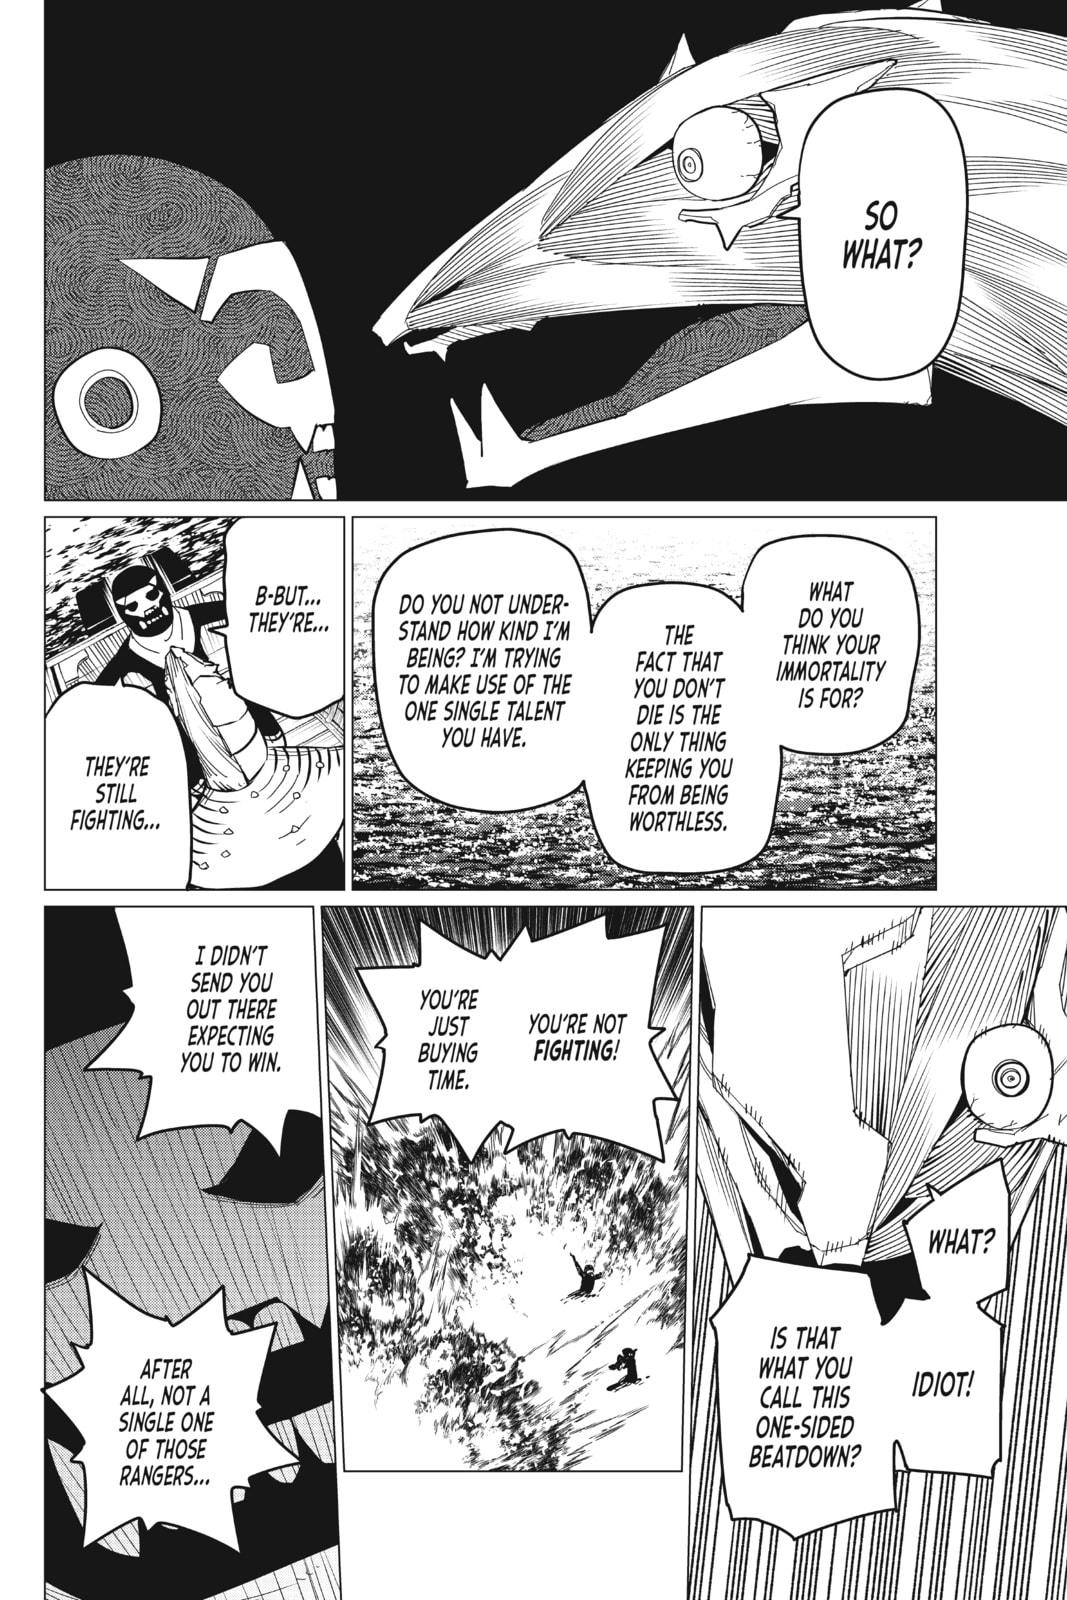 SO
WHAT?
WHAT
DO YOU
THINK YOUR
IMMORTALITY
IS FOR?
THE
FACT THAT
YOU DON'T
DIE IS THE
ONLY THING
KEEPING YOU
FROM BEING
WORTHLESS.
DO YOU NOT UNDER-
STAND HOW KIND I'M
BEING? I'M TRYING
TO MAKE USE OF THE
ONE SINGLE TALENT
YOU HAVE.
B-BUT...
THEY'RE...
THEY'RE
STILL
FIGHTING...
WHAT?
IDIOT!
IS THAT
WHAT YOU
CALL THIS
ONE-SIDED
BEATDOWN?
YOU'RE NOT
FIGHTING!
YOU'RE
JUST
BUYING
TIME.
I DIDN'T
SEND YOU
OUT THERE
EXPECTING
YOU TO WIN.
AFTER
ALL, NOT A
SINGLE ONE
OF THOSE
RANGERS...